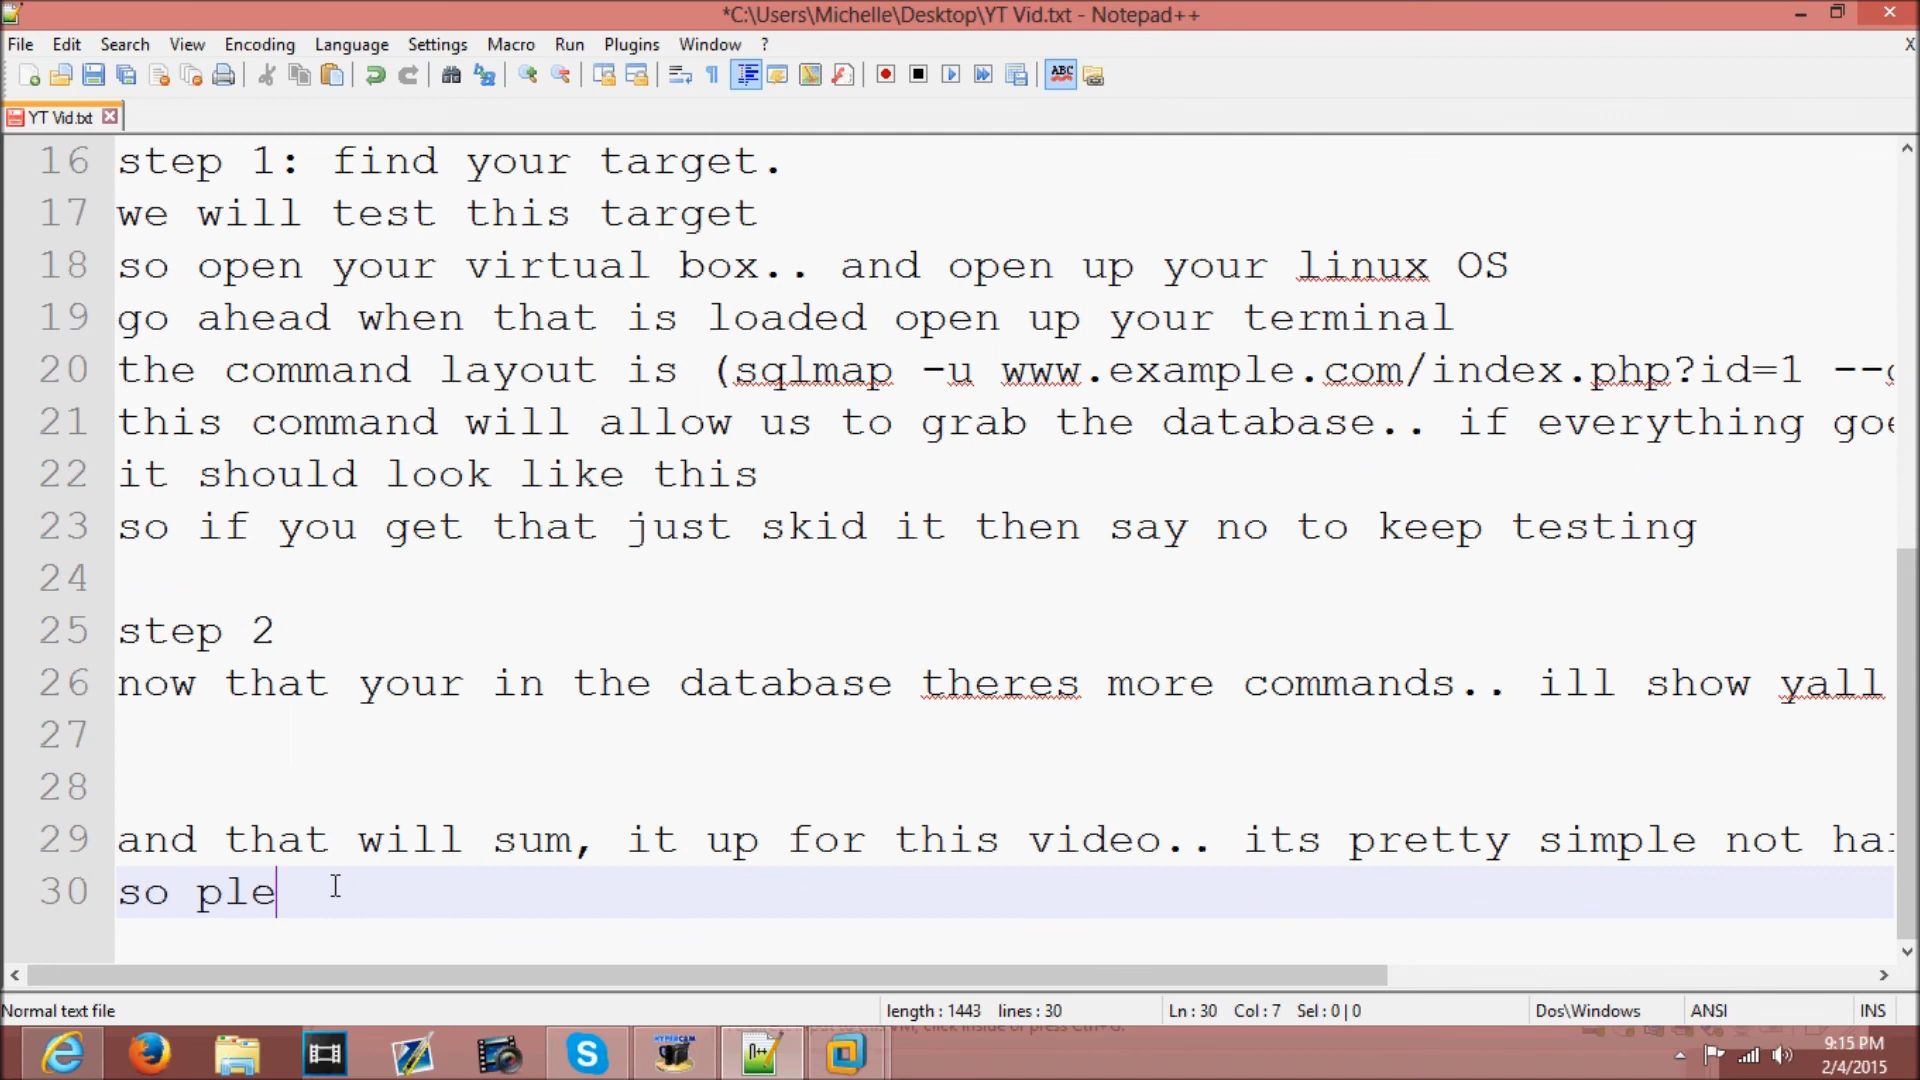 *C:\Users\Michelle\Desktop\YT Vid.txt - Notepad++
File Edit Search View Encoding Language Settings Macro Run Plugins Window ? X
YT Vid.txt
16 step 1: find your target.
17 we will test this target
18 so open your virtual box.. and open up your linux OS
19 go ahead when that is loaded open up your terminal
20 the command layout is (sqlmap -u www.example.com/index.php?id=1 --
21 this command will allow us to grab the database.. if everything goe
22 it should look like this
23 so if you get that just skid it then say no to keep testing
24
25 step 2
26 now that your in the database theres more commands.. ill show yall
27
28
29 and that will sum, it up for this video.. its pretty simple not ha
30 so ple
Normal text file length : 1443 lines : 30 Ln : 30 Col : 7 Sel : 0 | 0 Dos\Windows ANSI INS
9:15 PM
2/4/2015